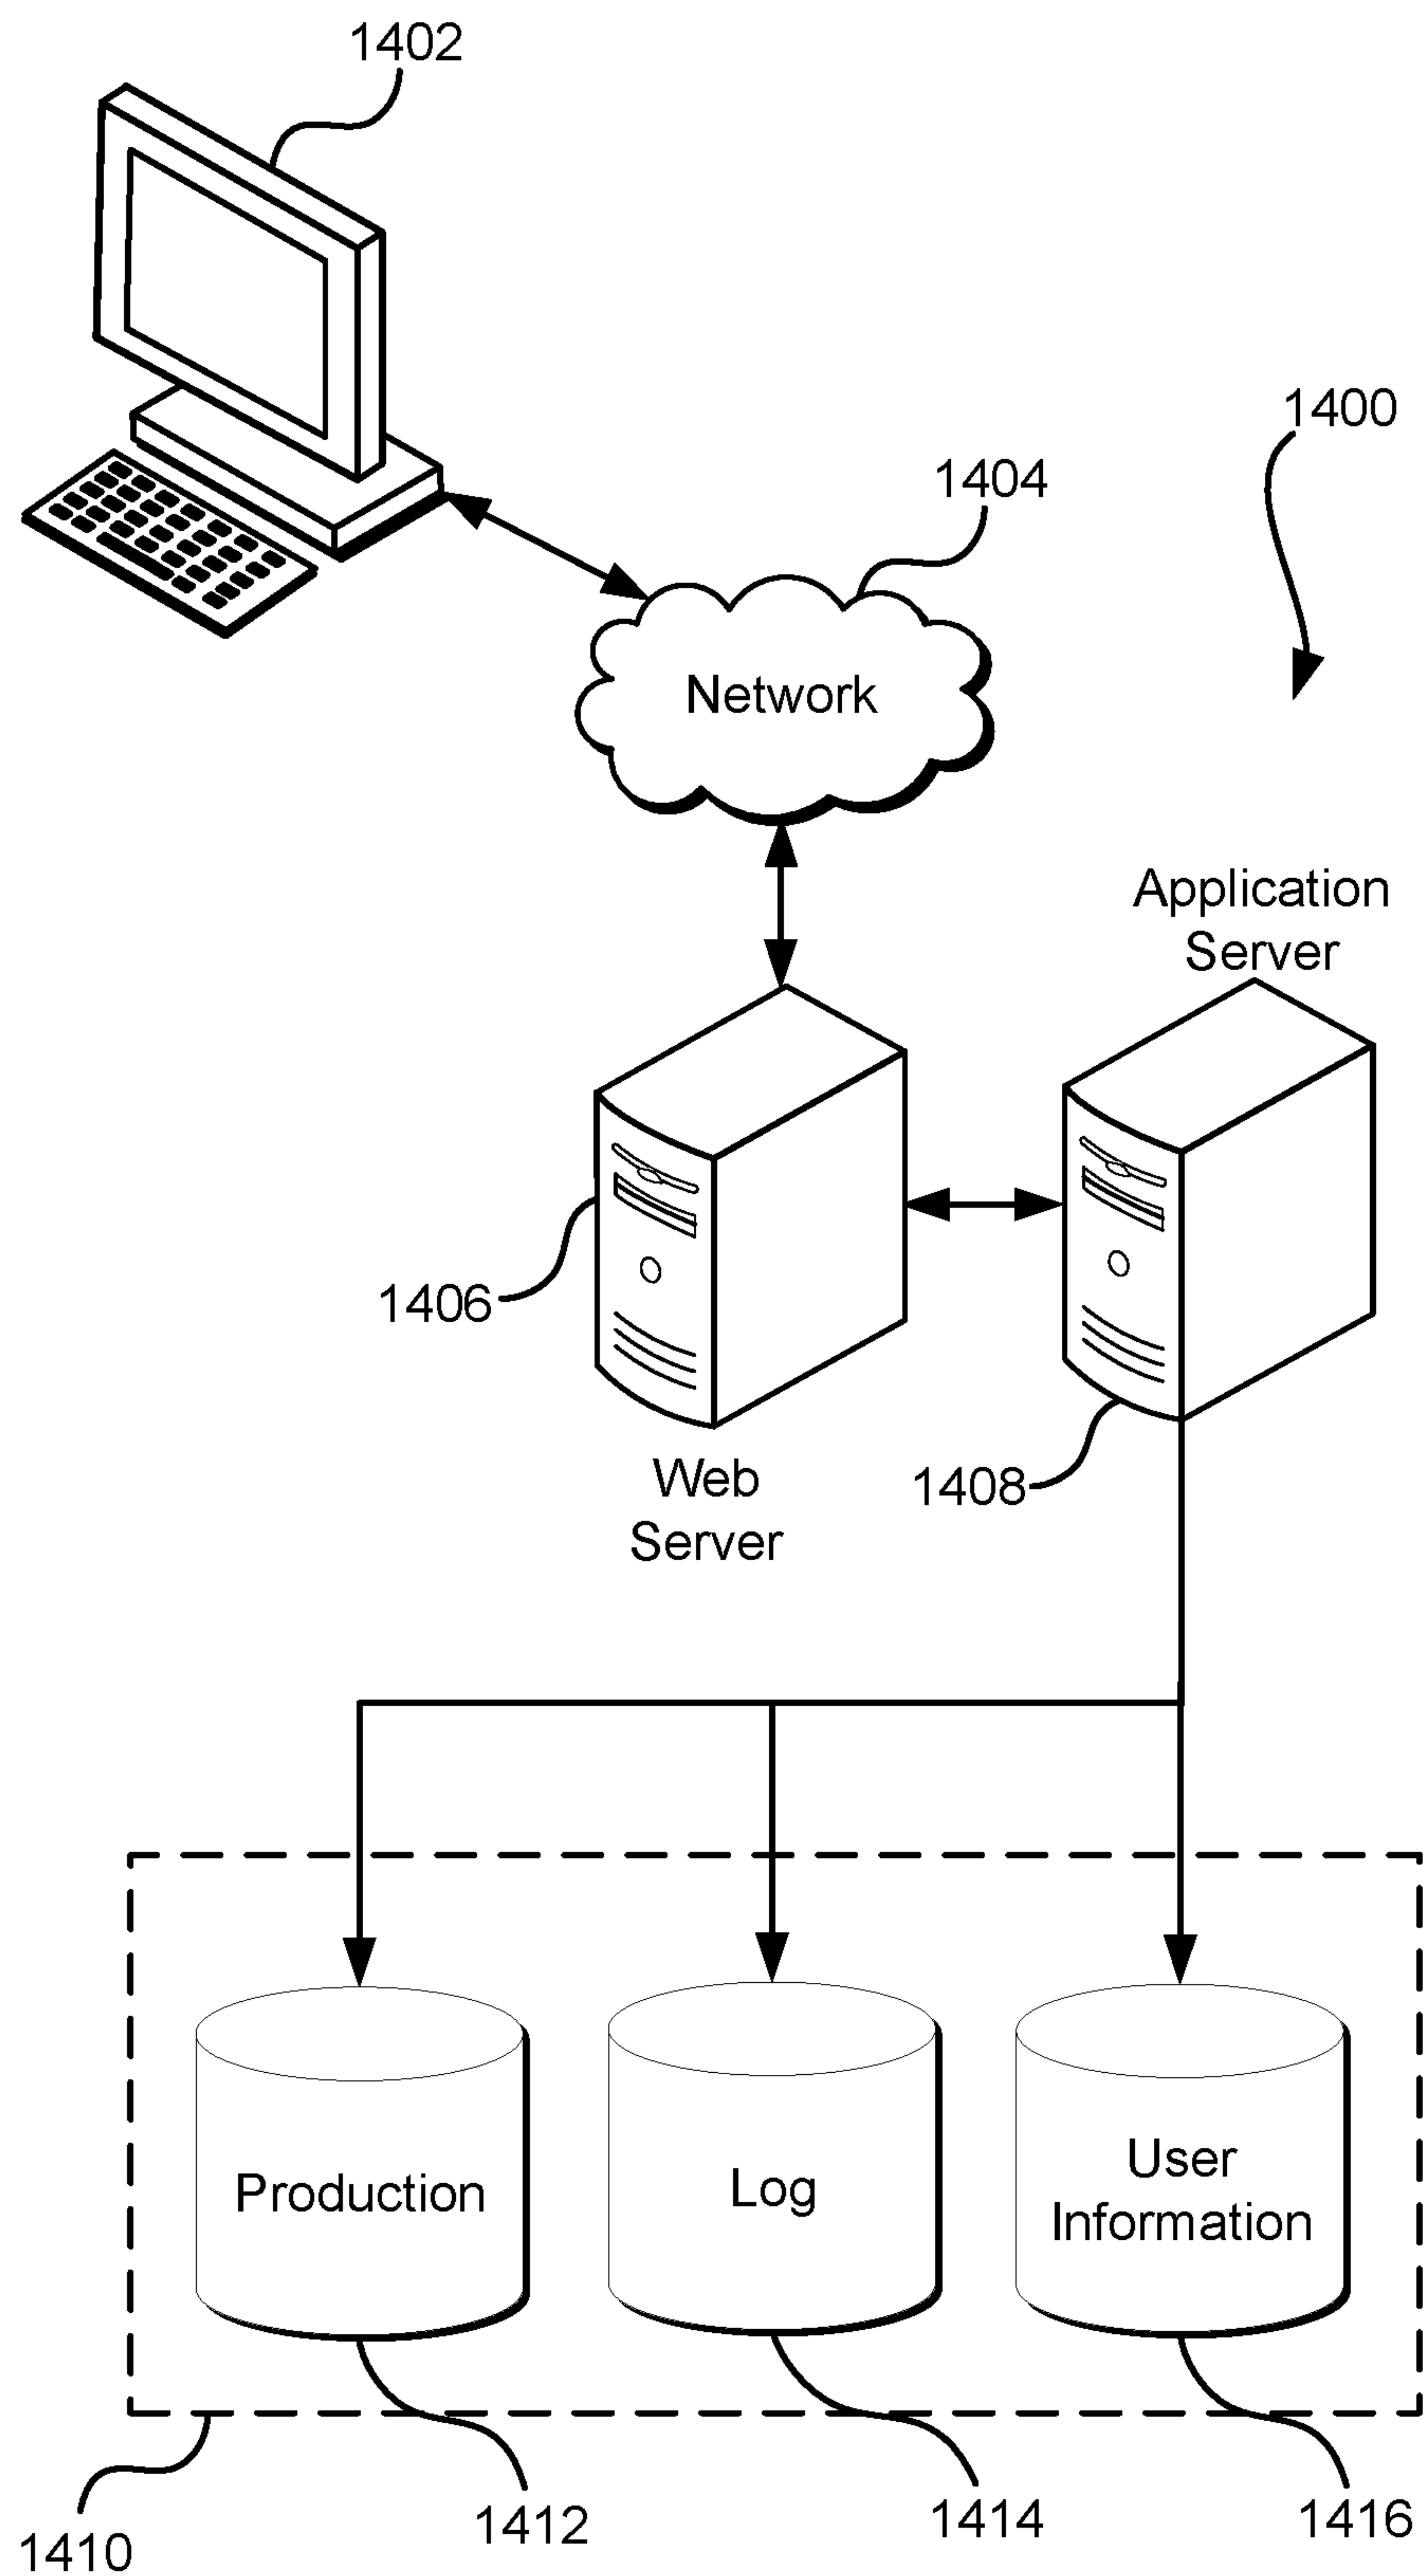 1402
1400
1404
Network
Application
Server
1406
1408
Web
Server
Production
Log
User
Information
1410
1412
1414
1416